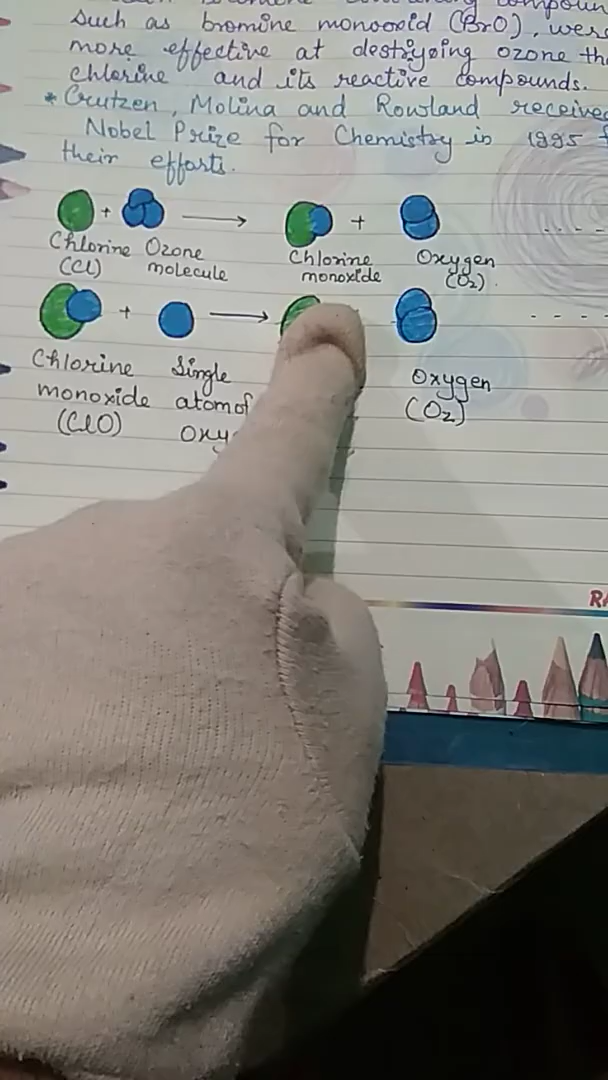 such as bromine monooxid (BrO), were
more effective at destroying ozone
chlorine and its reactive compounds.
* Crutzen, Molina and Rowland received
Nobel Prize for Chemistry in 1995
their efforts.
+ → +
Chlorine Ozone Chlorine Oxygen
(Cl) molecule monoxide (O₂).
+ →
Chlorine Single Oxygen
monoxide atom of (O₂)
(ClO)